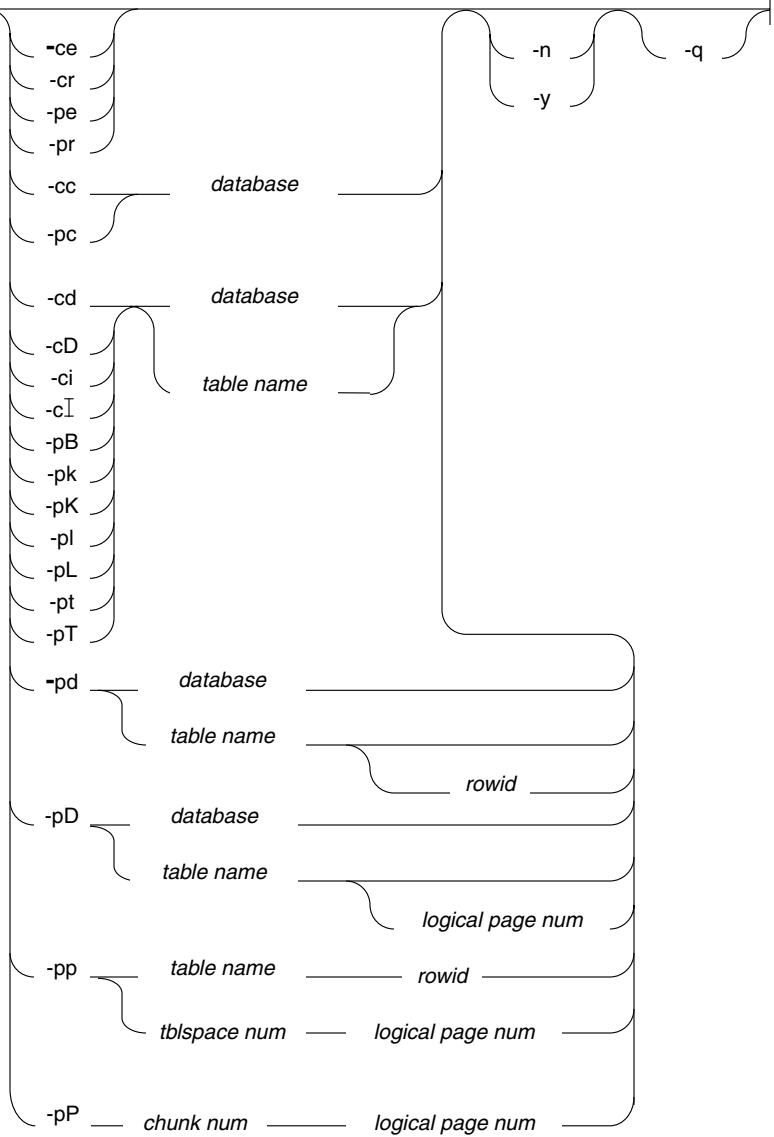 -ce -n -q
-cr
-pe -y
-pr
-cc database
-pc
-cd database
-cD
-ci table name
-cI
-pB
-pk
-pK
-pl
-pL
-pt
-pT
-pd database
table name
rowid
-pD database
table name
logical page num
-pp table name rowid
tblspace num logical page num
-pP chunk num logical page num